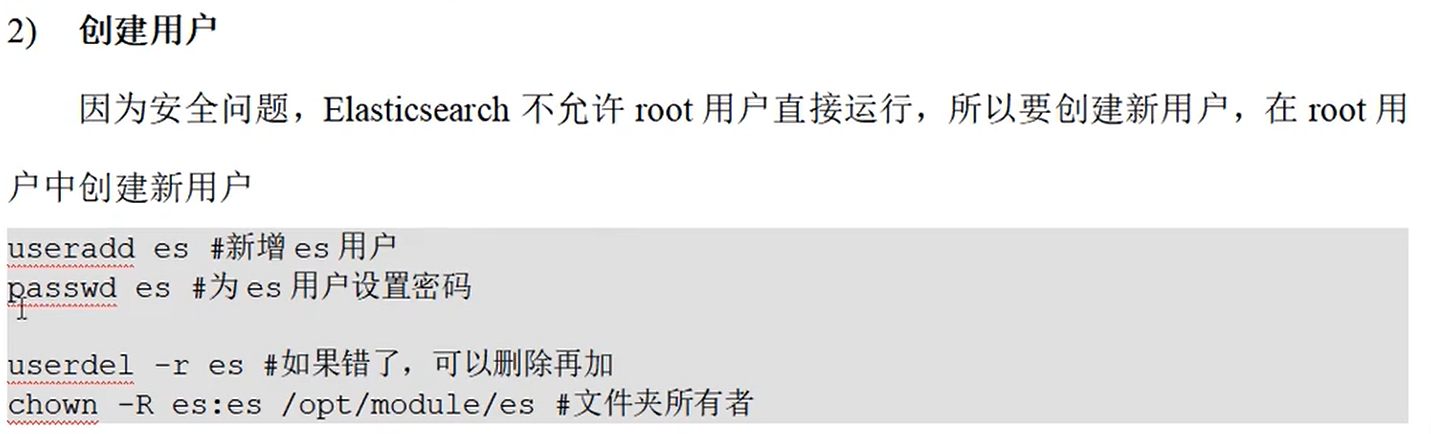 2) 创建用户
因为安全问题，Elasticsearch 不允许 root 用户直接运行，所以要创建新用户，在 root 用
户中创建新用户
useradd es #新增 es 用户
passwd es #为 es 用户设置密码
userdel -r es #如果错了，可以删除再加
chown -R es:es /opt/module/es #文件夹所有者